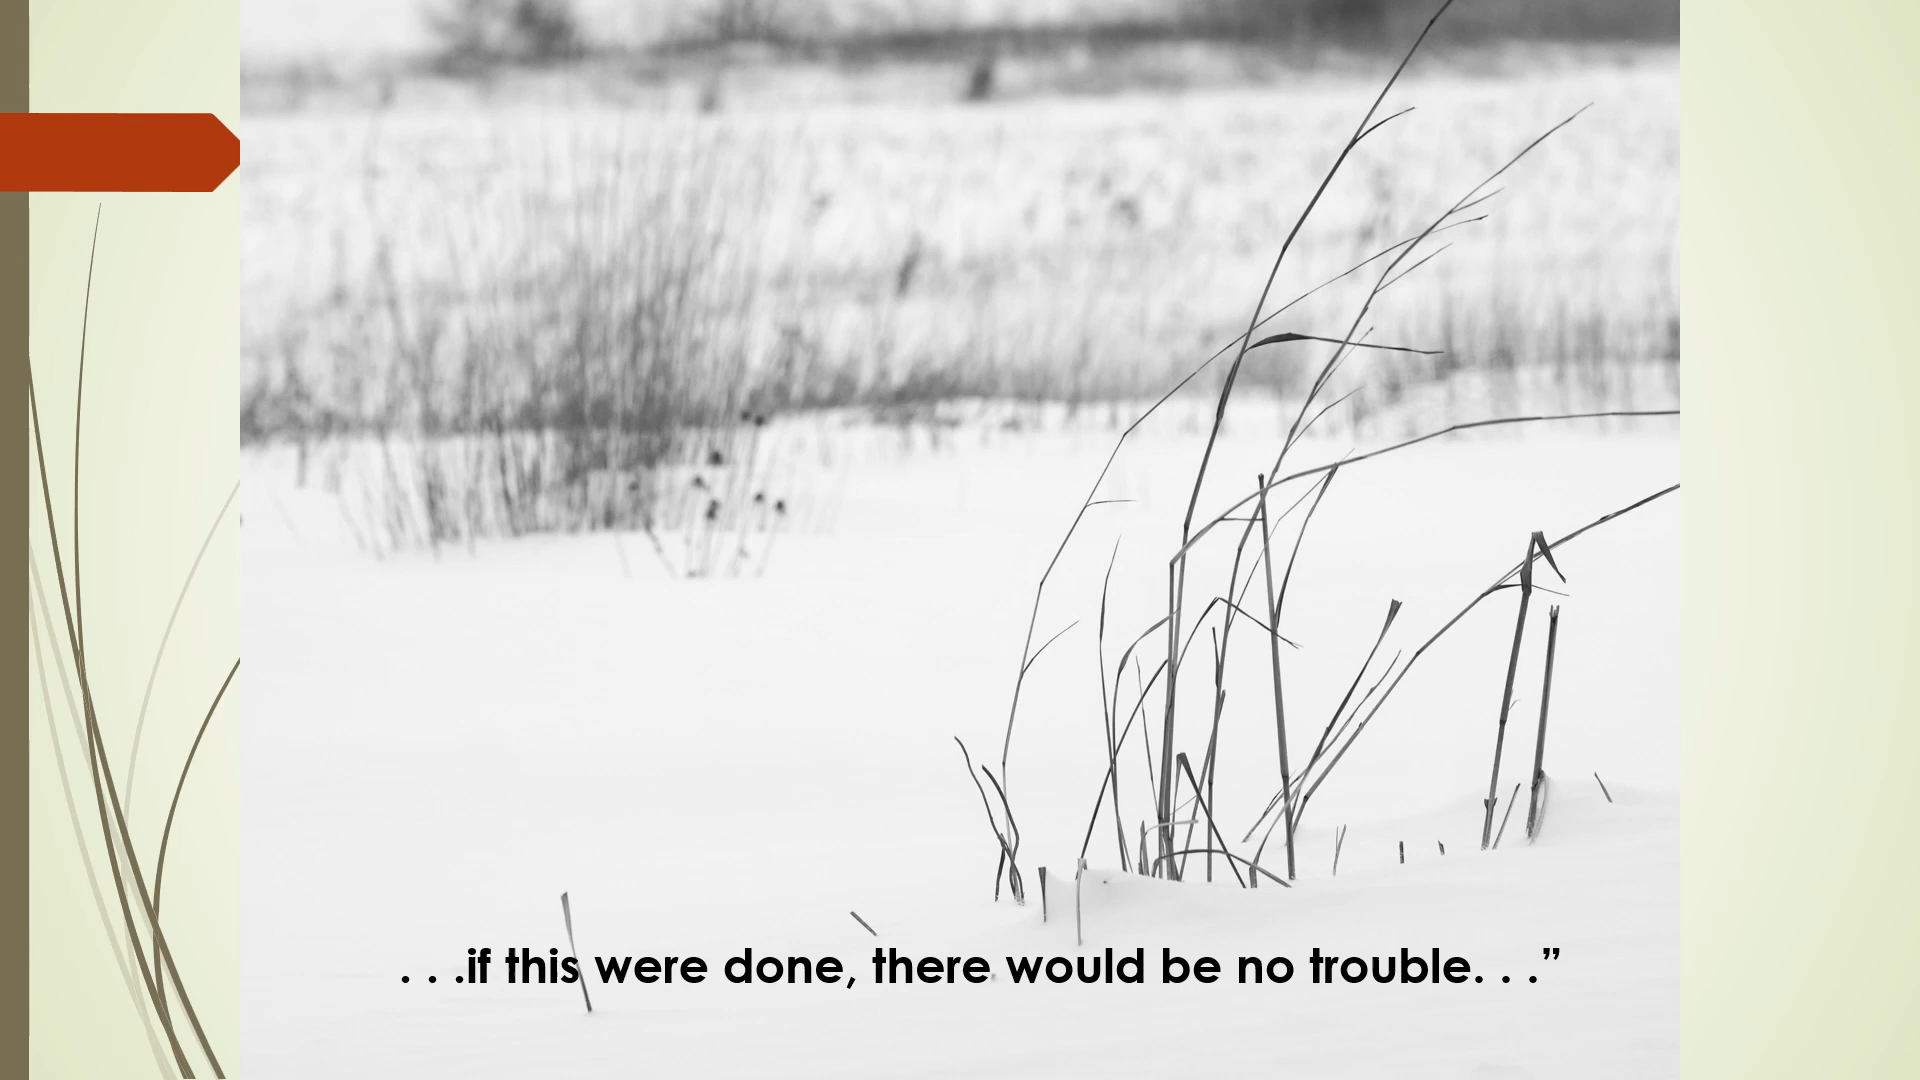 . . .if this were done, there would be no trouble. . .”